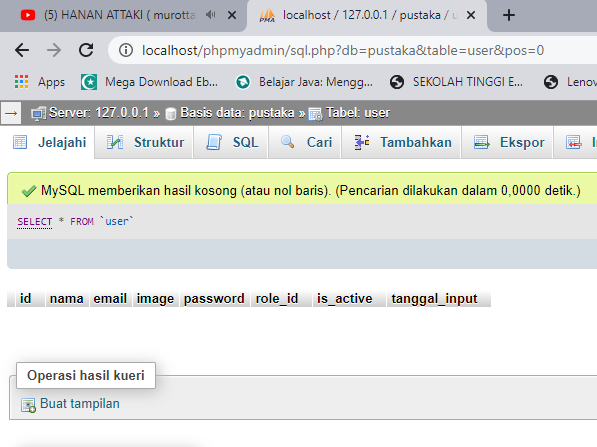 (5) HANAN ATTAKI ( murotta
localhost / 127.0.0.1 / pustaka / u
localhost/phpmyadmin/sql.php?db=pustaka&table=user&pos=0
Apps Mega Download Eb... Belajar Java: Mengg... SEKOLAH TINGGI E... Lenov
Server: 127.0.0.1 » Basis data: pustaka » Tabel: user
Jelajahi Struktur SQL Cari Tambahkan Ekspor In
MySQL memberikan hasil kosong (atau nol baris). (Pencarian dilakukan dalam 0,0000 detik.)
SELECT * FROM `user`
id nama email image password role_id is_active tanggal_input
Operasi hasil kueri
Buat tampilan